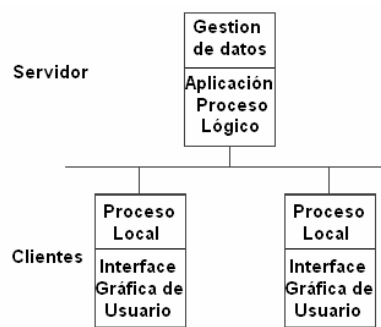 Gestion
de datos
Servidor
Aplicación
Proceso
Lógico
Proceso
Local
Proceso
Local
Clientes
Interface
Gráfica de
Usuario
Interface
Gráfica de
Usuario